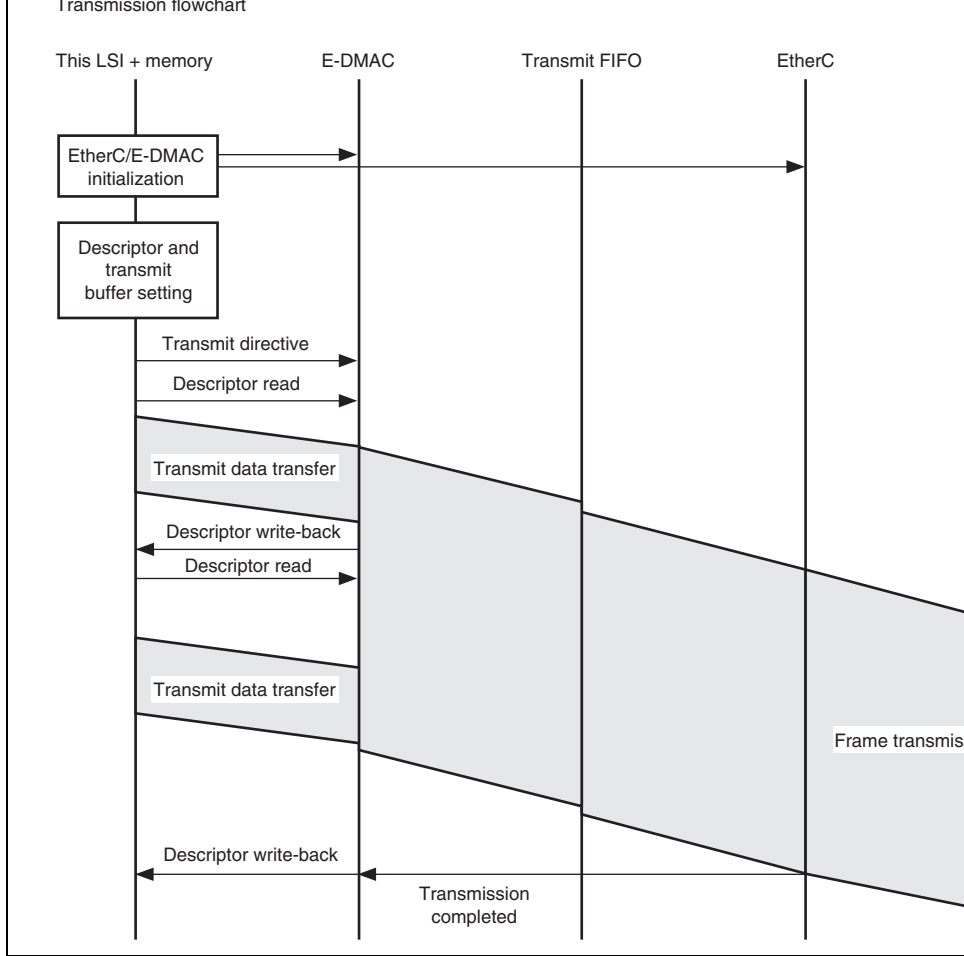 Transmission flowchart
This LSI + memory
E-DMAC
Transmit FIFO
EtherC
EtherC/E-DMAC
initialization
Descriptor and
transmit
buffer setting
Transmit directive
Descriptor read
Transmit data transfer
Descriptor write-back
Descriptor read
Transmit data transfer
Frame transmis
Descriptor write-back
Transmission
completed